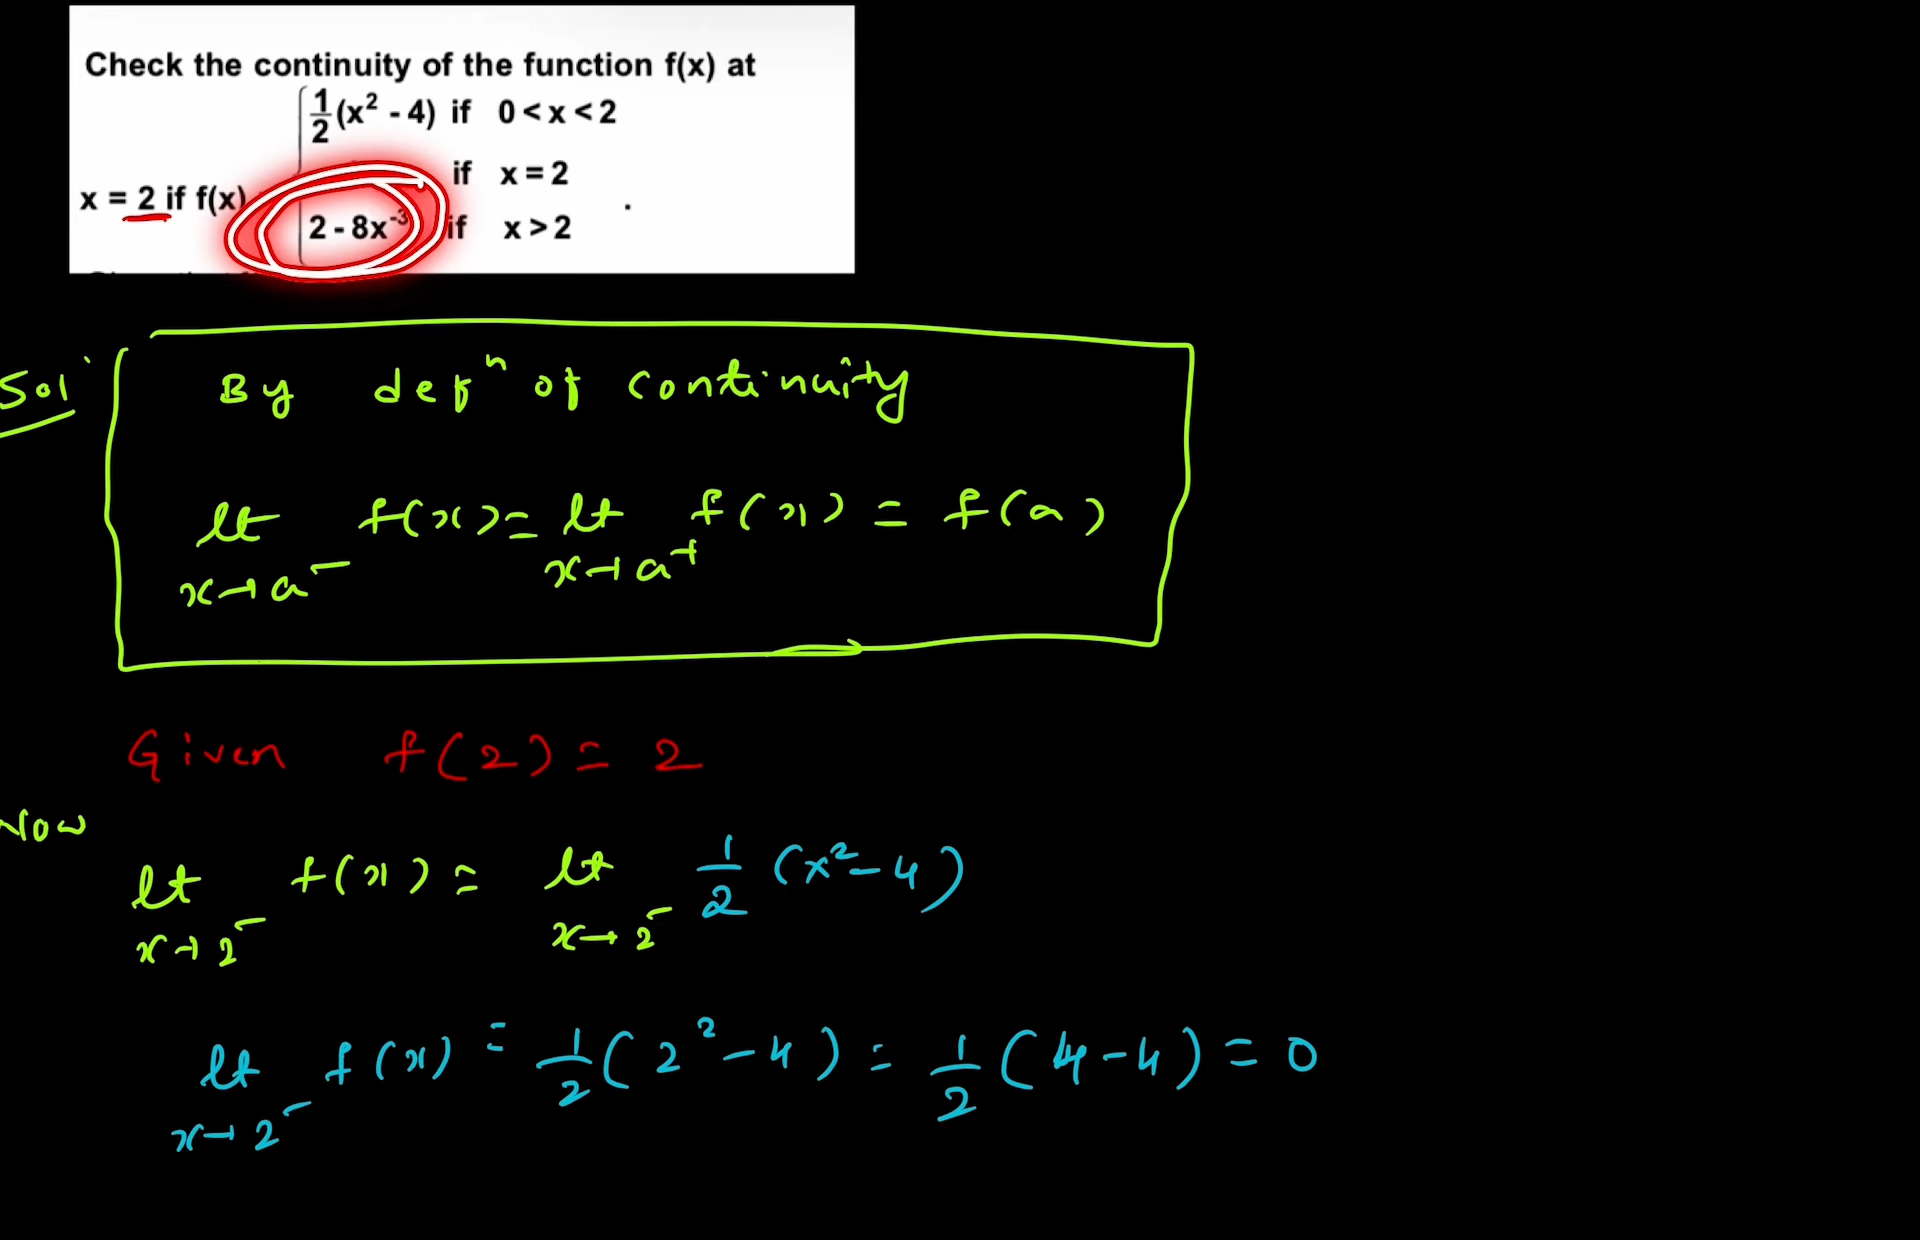 Check the continuity of the function f(x) at
1/2 (x² - 4) if 0 < x < 2
if x = 2
x = 2 if f(x)
2 - 8x⁻³ if x > 2 .
Sol
By defⁿ of continuity
lt f(x) = lt f(x) = f(a)
x→a⁻ x→a⁺
Given f(2) = 2
Now
lt f(x) = lt 1/2 (x² - 4)
x→2⁻ x→2⁻
lt f(x) = 1/2 (2² - 4) = 1/2 (4 - 4) = 0
x→2⁻